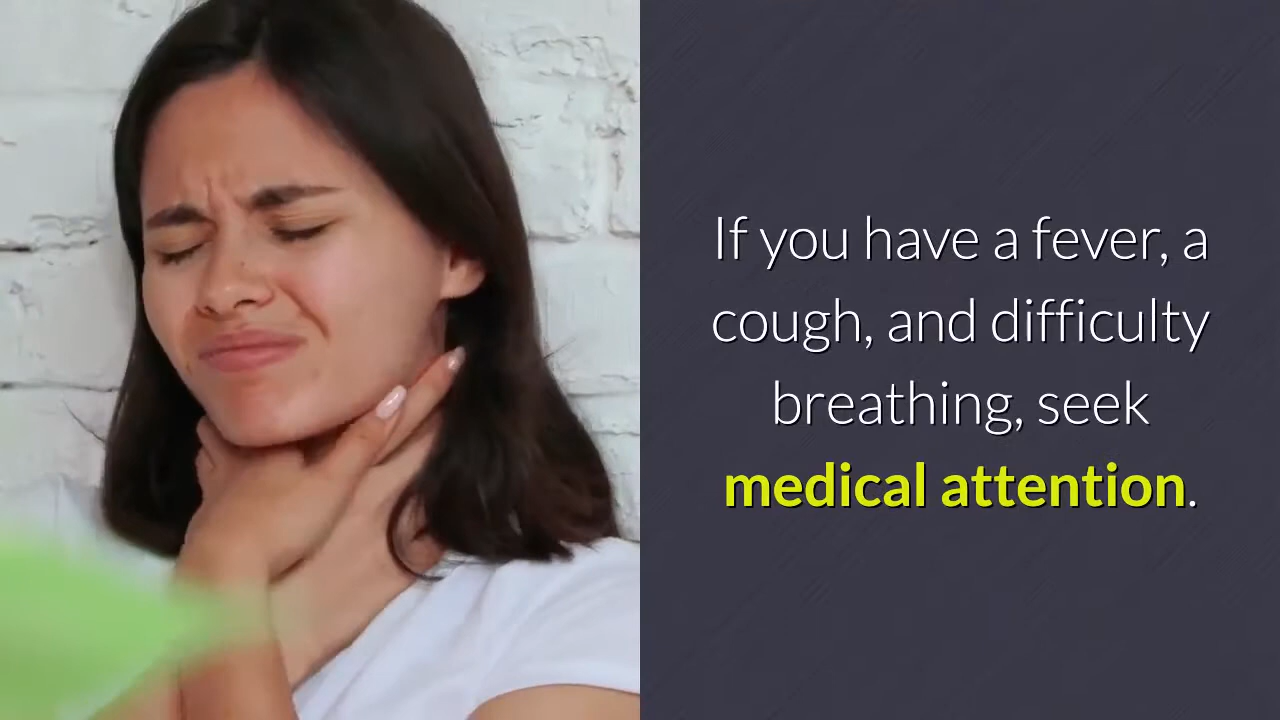 If you have a fever, a
cough, and difficulty
breathing, seek
medical attention.